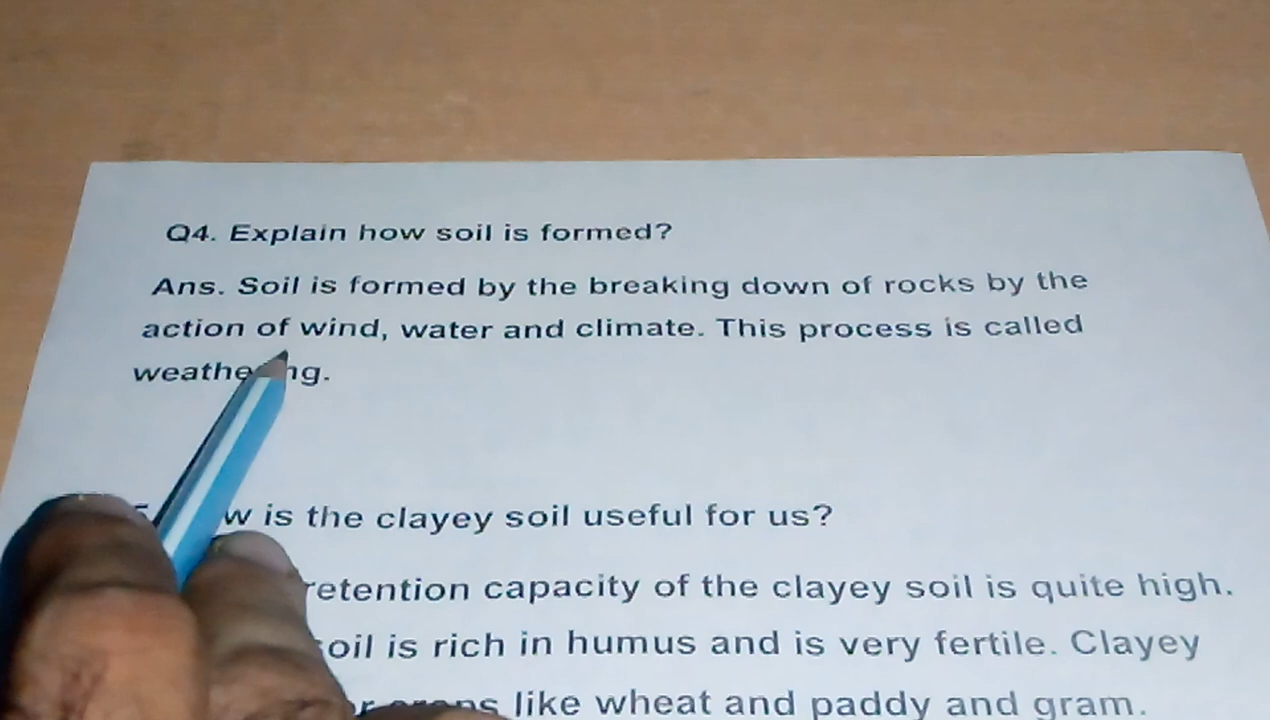 Q4. Explain how soil is formed?
Ans. Soil is formed by the breaking down of rocks by the
action of wind, water and climate. This process is called
weathering.
is the clayey soil useful for us?
retention capacity of the clayey soil is quite high.
soil is rich in humus and is very fertile. Clayey
like wheat and paddy and gram.